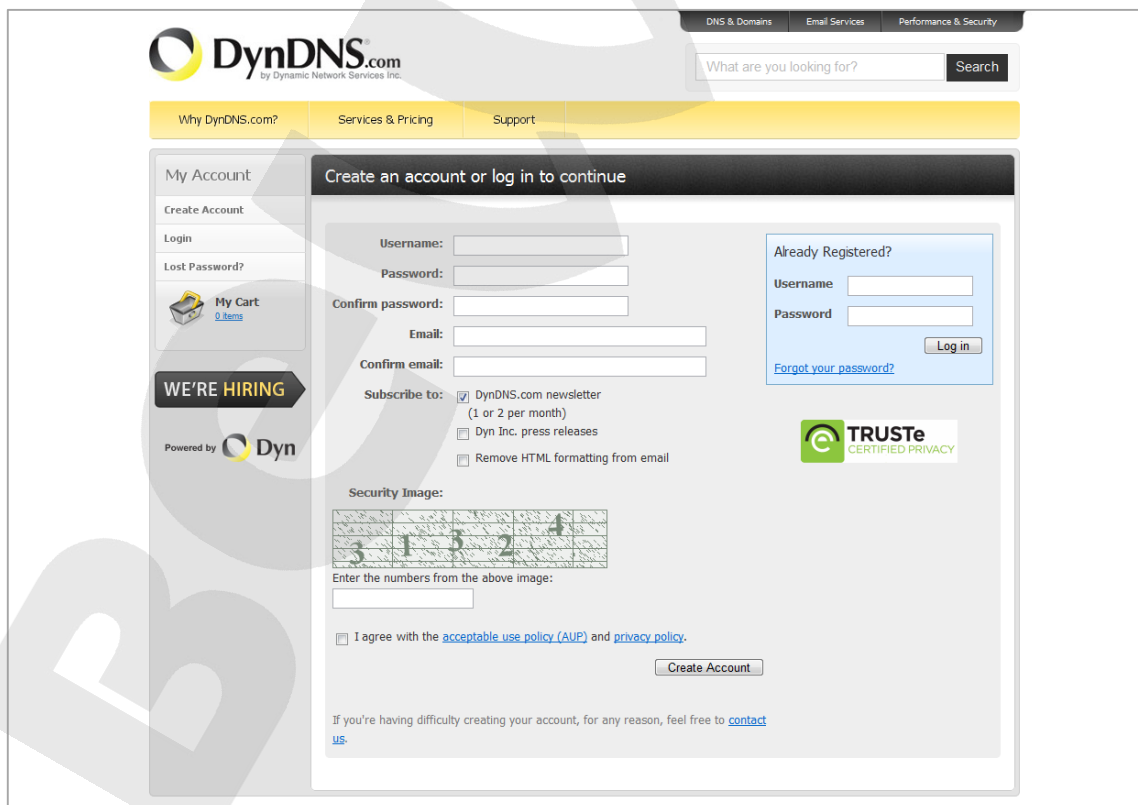 DNS & Domains Email Services Performance & Security
DynDNS.com
by Dynamic Network Services Inc.
What are you looking for? Search
Why DynDNS.com? Services & Pricing Support
My Account
Create Account
Login
Lost Password?
My Cart
0 items
WE'RE HIRING
Powered by Dyn
Create an account or log in to continue
Username:
Password:
Confirm password:
Email:
Confirm email:
Subscribe to: DynDNS.com newsletter
(1 or 2 per month)
Dyn Inc. press releases
Remove HTML formatting from email
Security Image:
3 1 3 2 4
Enter the numbers from the above image:
I agree with the acceptable use policy (AUP) and privacy policy.
Create Account
If you're having difficulty creating your account, for any reason, feel free to contact
us.
Already Registered?
Username
Password
Log in
Forgot your password?
TRUSTe
CERTIFIED PRIVACY